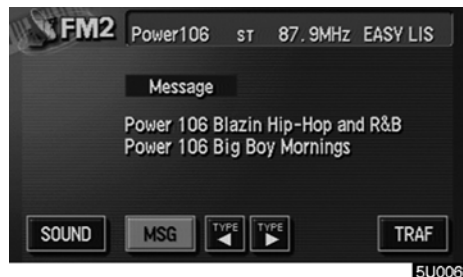 FM2 Power106 ST 87.9MHz EASY LIS
Message
Power 106 Blazin Hip-Hop and R&B
Power 106 Big Boy Mornings
SOUND MSG TYPE ◀ TYPE ▶ TRAF
5U006